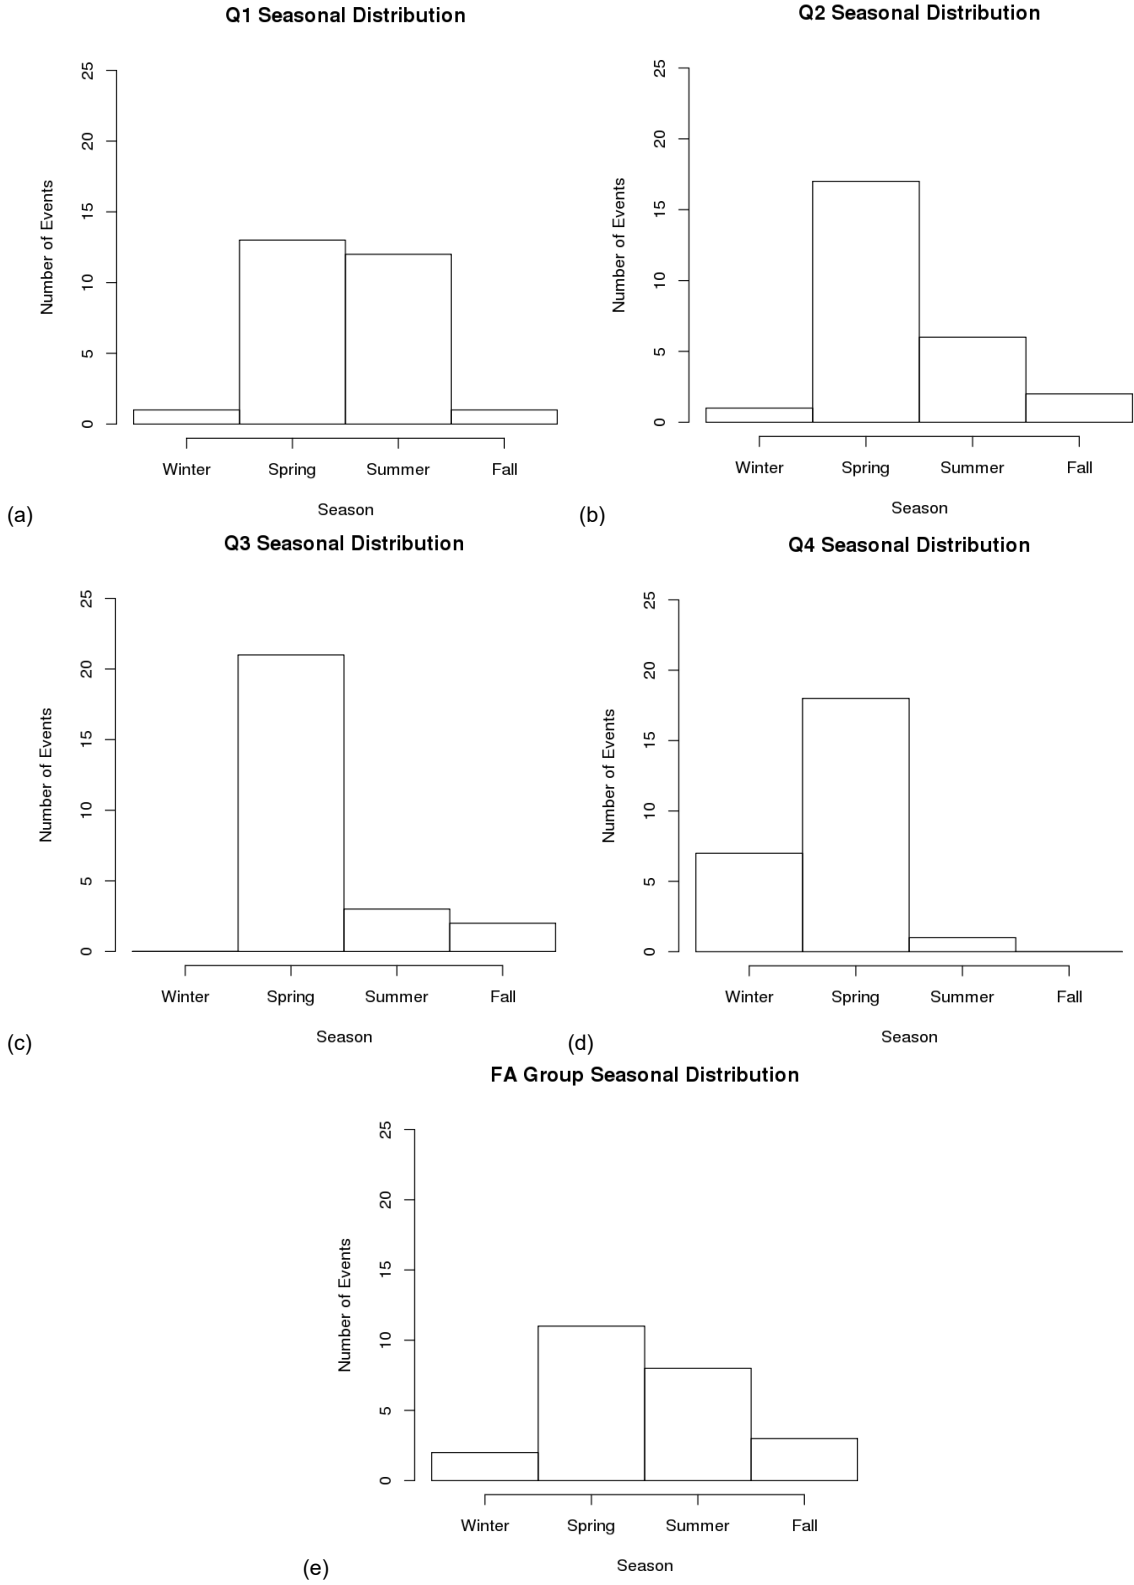 Q1 Seasonal Distribution
25
20
15
10
5
0
Number of Events
Winter Spring Summer Fall
Season
(a)
Q2 Seasonal Distribution
25
20
15
10
5
0
Number of Events
Winter Spring Summer Fall
Season
(b)
Q3 Seasonal Distribution
25
20
15
10
5
0
Number of Events
Winter Spring Summer Fall
Season
(c)
Q4 Seasonal Distribution
25
20
15
10
5
0
Number of Events
Winter Spring Summer Fall
Season
(d)
FA Group Seasonal Distribution
25
20
15
10
5
0
Number of Events
Winter Spring Summer Fall
Season
(e)